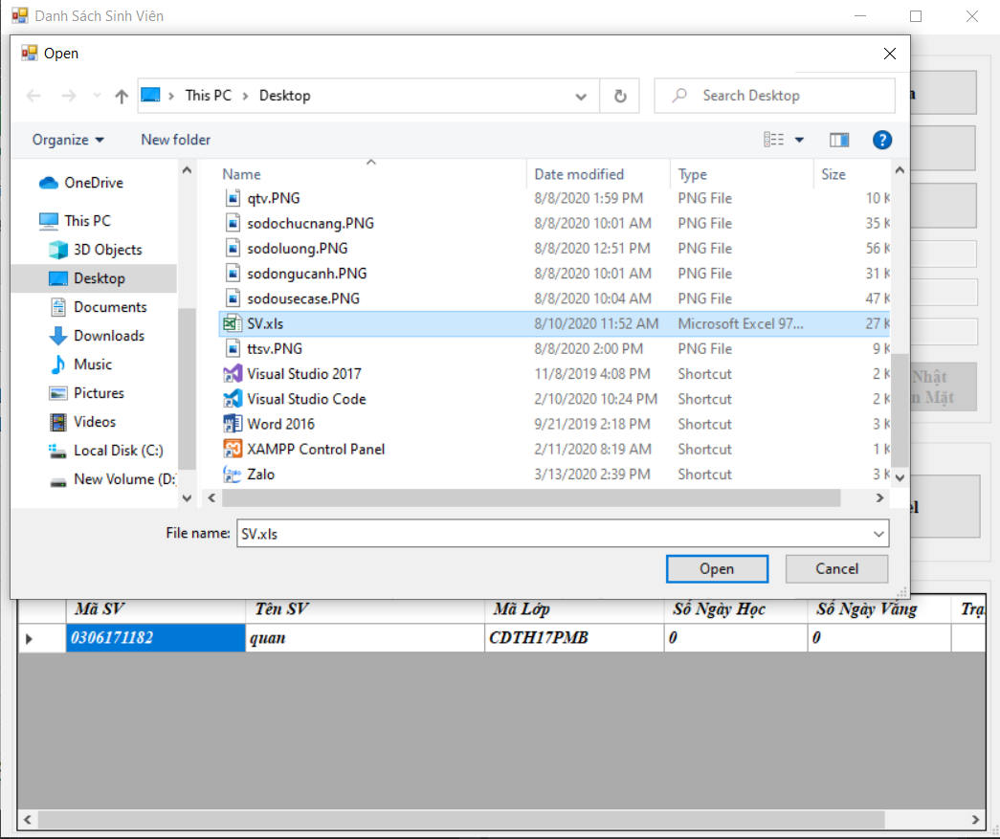 Danh Sách Sinh Viên
Open
This PC > Desktop
Search Desktop
Organize
New folder
OneDrive
This PC
3D Objects
Desktop
Documents
Downloads
Music
Pictures
Videos
Local Disk (C:)
New Volume (D:
Name Date modified Type Size
qtv.PNG 8/8/2020 1:59 PM PNG File 10 K
sodochucnang.PNG 8/8/2020 10:01 AM PNG File 35 K
sodoluong.PNG 8/8/2020 12:51 PM PNG File 56 K
sodongucanh.PNG 8/8/2020 10:01 AM PNG File 31 K
sodousecase.PNG 8/8/2020 10:04 AM PNG File 47 K
SV.xls 8/10/2020 11:52 AM Microsoft Excel 97... 27 K
ttsv.PNG 8/8/2020 2:00 PM PNG File 9 K
Visual Studio 2017 11/8/2019 4:08 PM Shortcut 2 K
Visual Studio Code 2/10/2020 10:24 PM Shortcut 2 K
Word 2016 9/21/2019 2:18 PM Shortcut 3 K
XAMPP Control Panel 2/11/2020 8:19 AM Shortcut 1 K
Zalo 3/13/2020 2:39 PM Shortcut 3 K
File name: SV.xls
Open Cancel
Nhật
n Mặt
el
Mã SV Tên SV Mã Lớp Số Ngày Học Số Ngày Vắng Trạ
0306171182 quan CDTH17PMB 0 0